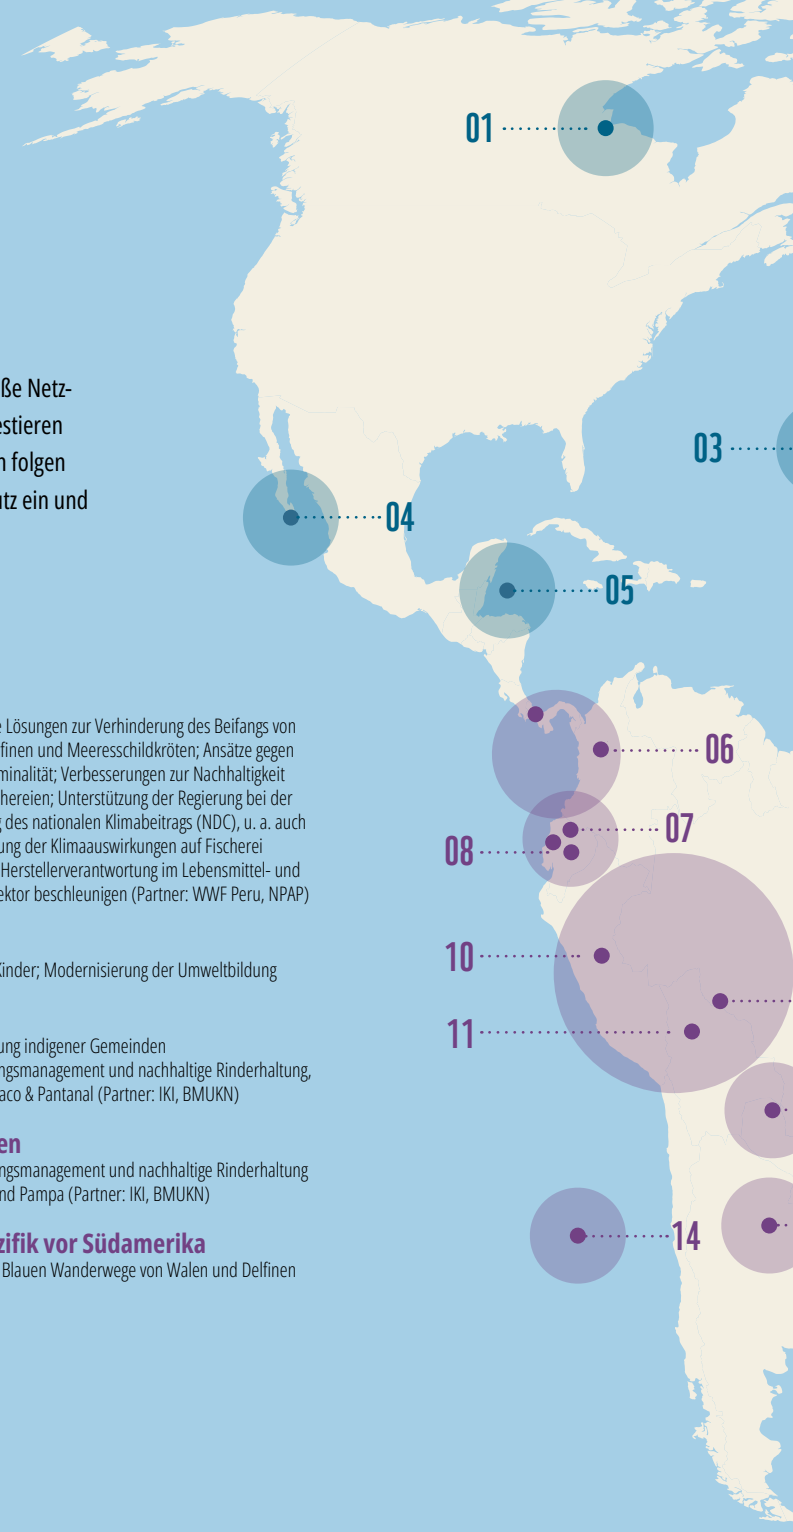 01
ße Netz-
estieren
folgen
03
tz ein und
04
05
Lösungen zur Verhinderung des Beifangs von
finen und Meeresschildkröten; Ansätze gegen
06
minalität; Verbesserungen zur Nachhaltigkeit
hereien; Unterstützung der Regierung bei der
des nationalen Klimabeitrags (NDC), u. a. auch
07
ung der Klimaauswirkungen auf Fischerei
08
Herstellerverantwortung im Lebensmittel- und
ektor beschleunigen (Partner: WWF Peru, NPAP)
10
Kinder; Modernisierung der Umweltbildung
11
ung indigener Gemeinden
ngsmanagement und nachhaltige Rinderhaltung,
aco & Pantanal (Partner: IKI, BMUKN)
en
ngsmanagement und nachhaltige Rinderhaltung
nd Pampa (Partner: IKI, BMUKN)
zifik vor Südamerika
14
Blauen Wanderwege von Walen und Delfinen